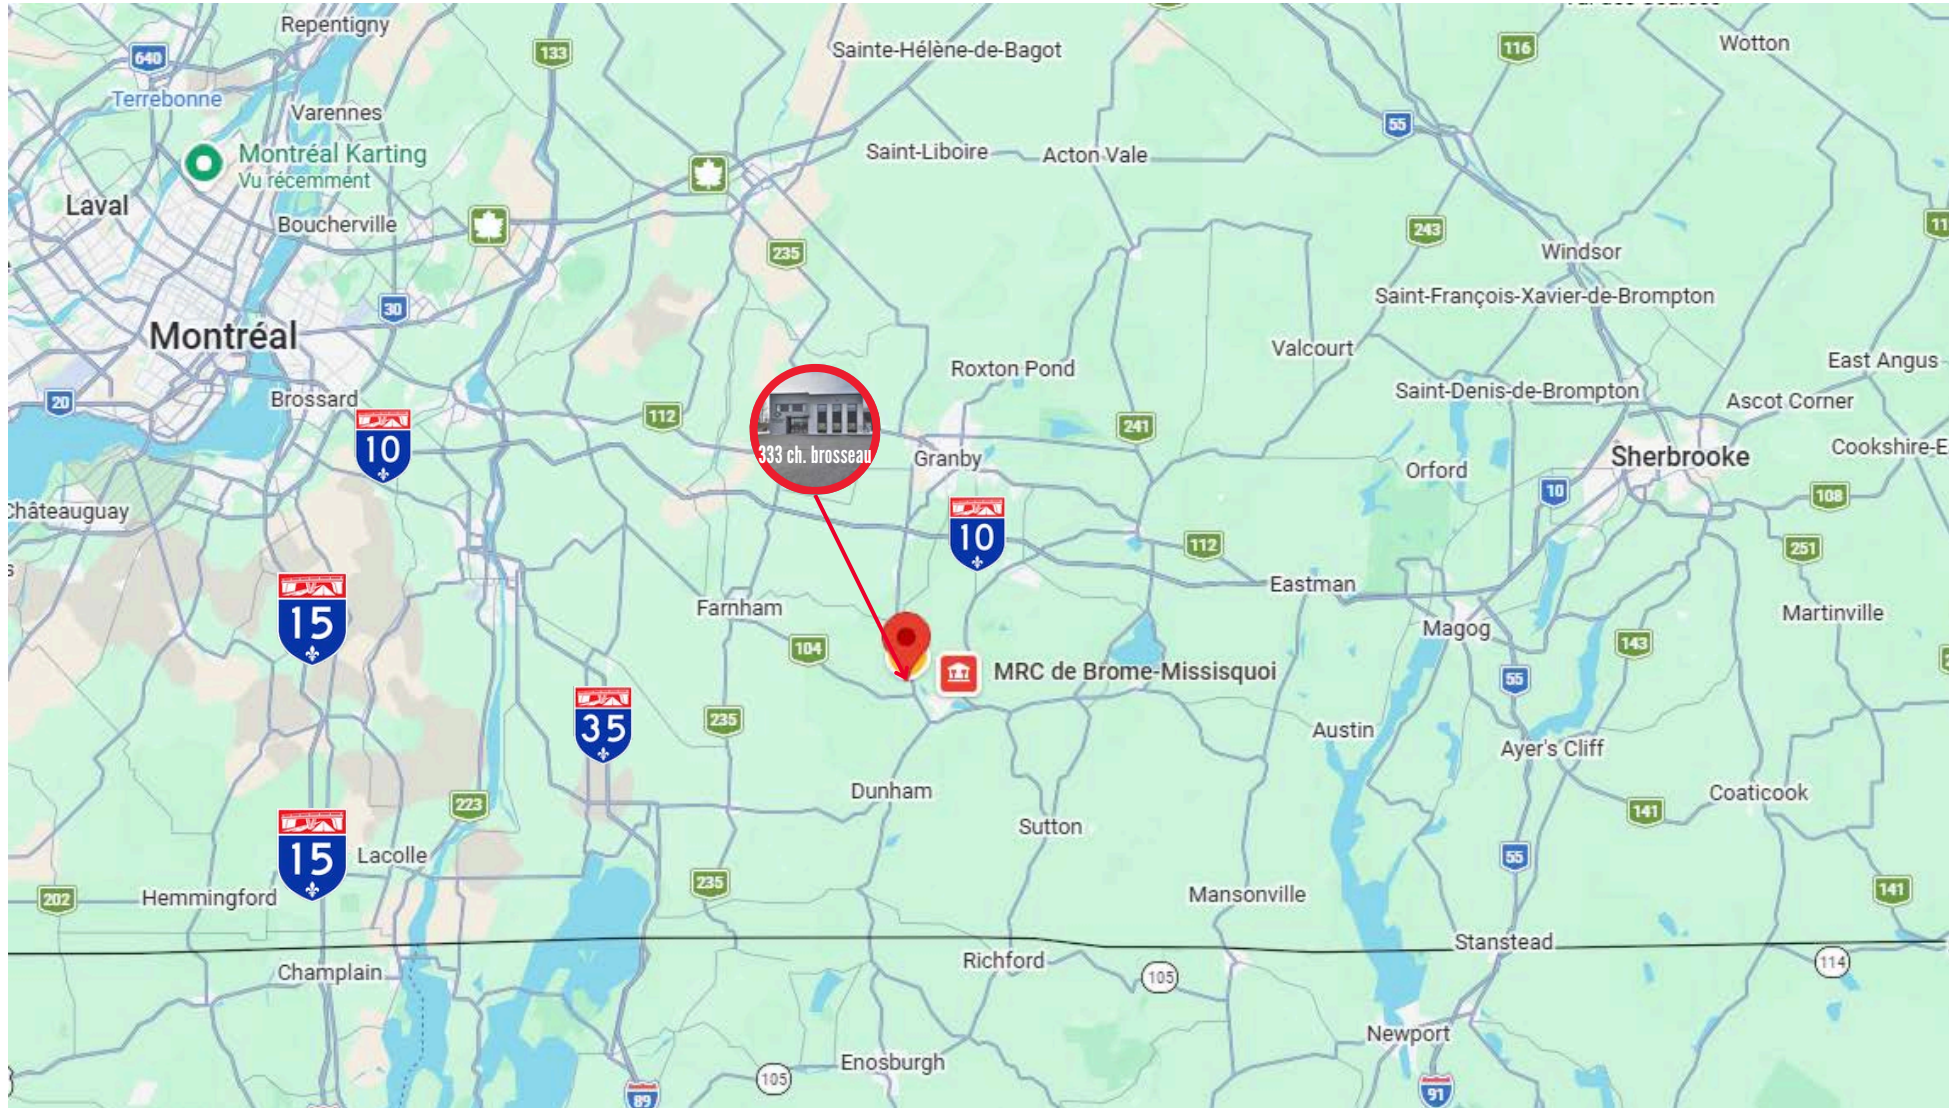 Repentigny
640
133
Sainte-Hélène-de-Bagot
116
Wotton
Terrebonne
Varennes
55
Montréal Karting
Vu récemment
Saint-Liboire
Acton Vale
Laval
Boucherville
235
243
11
Windsor
30
Saint-François-Xavier-de-Brompton
Montréal
Valcourt
Roxton Pond
East Angus
20
Brossard
Saint-Denis-de-Brompton
Ascot Corner
112
241
10
333 ch. brosseau
Granby
Sherbrooke
Cookshire-E
Orford
10
108
Châteauguay
10
112
251
s
Eastman
15
Farnham
Martinville
Magog
104
143
MRC de Brome-Missisquoi
55
35
235
Austin
Ayer's Cliff
Dunham
Coaticook
223
141
Sutton
15
Lacolle
55
235
141
202
Hemmingford
Mansonville
Stanstead
Champlain
Richford
105
114
Newport
Enosburgh
105
89
91